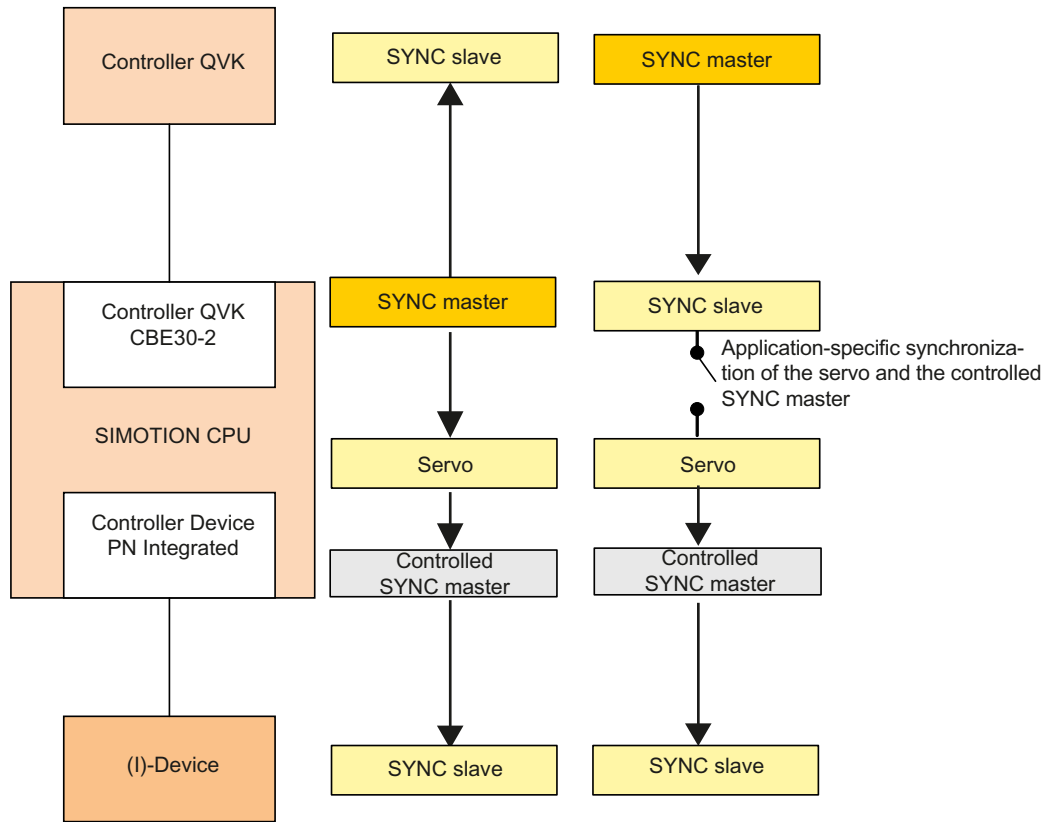 Controller QVK
SYNC slave
SYNC master
Controller QVK
CBE30-2
SYNC master
SYNC slave
Application-specific synchroniza-
tion of the servo and the controlled
SYNC master
SIMOTION CPU
Servo
Servo
Controller Device
PN Integrated
Controlled
SYNC master
Controlled
SYNC master
(I)-Device
SYNC slave
SYNC slave